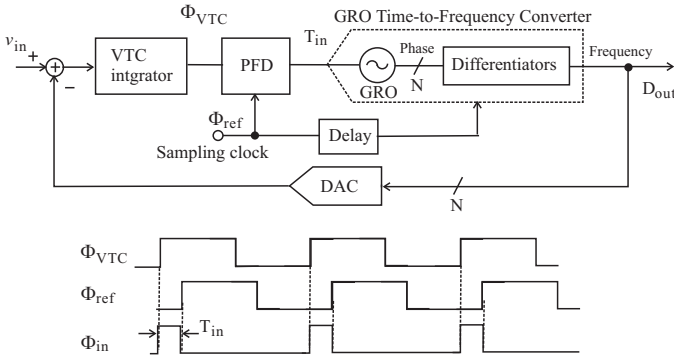 Φ_VTC
T_in
GRO Time-to-Frequency Converter
v_in
+
+
−
VTC
intgrator
PFD
Phase
N
GRO
Differentiators
Frequency
D_out
Φ_ref
Sampling clock
Delay
DAC
N
Φ_VTC
Φ_ref
T_in
Φ_in